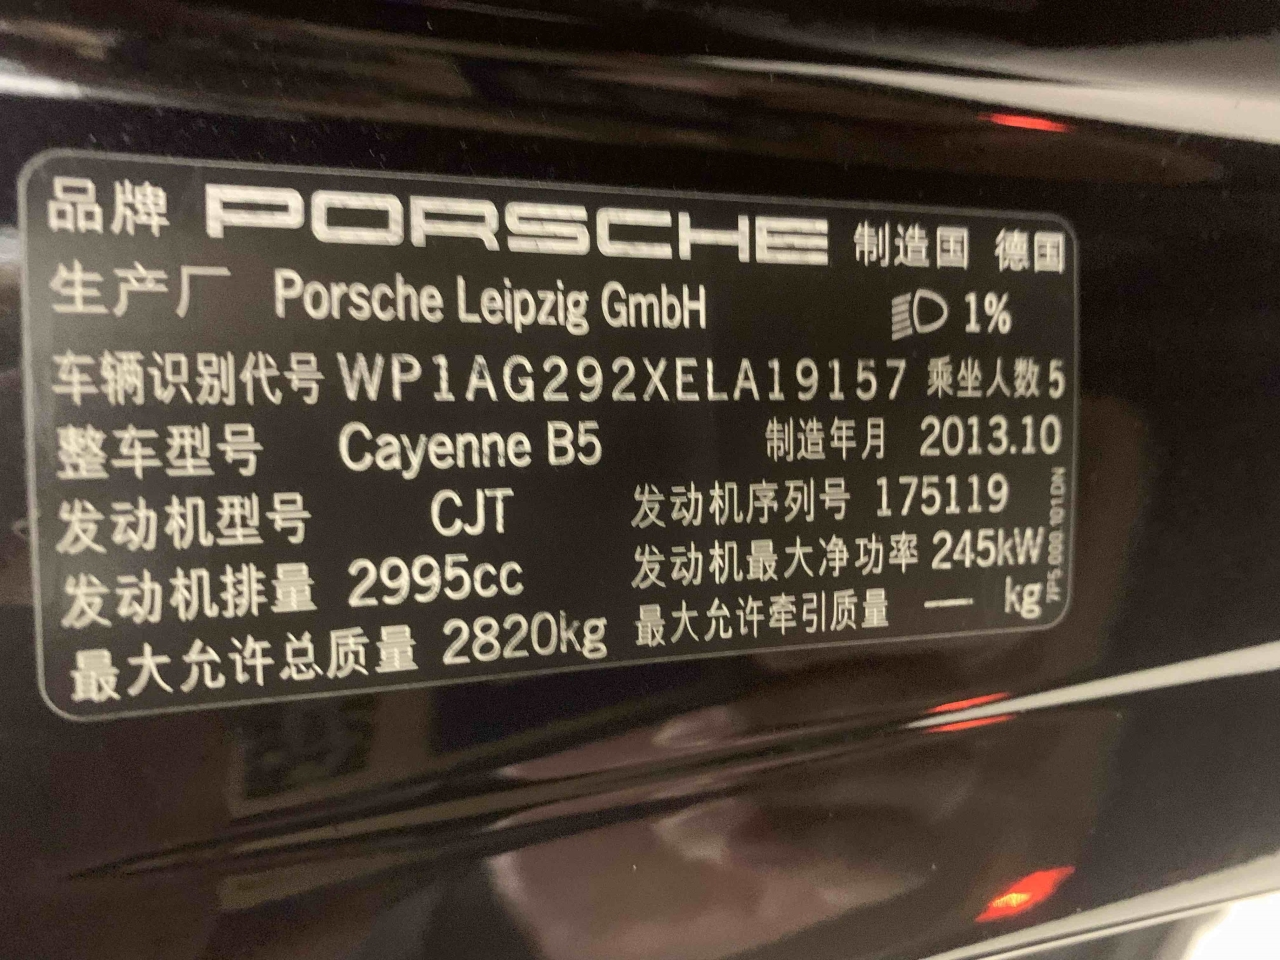 品牌 PORSCHE 制造国 德国
生产厂 Porsche Leipzig GmbH 1%
车辆识别代号 WP1AG292XELA19157 乘坐人数 5
整车型号 Cayenne B5 制造年月 2013.10
发动机型号 CJT 发动机序列号 175119
发动机排量 2995cc 发动机最大净功率 245kW
最大允许总质量 2820kg 最大允许牵引质量 — kg
7P5.000.101.DN